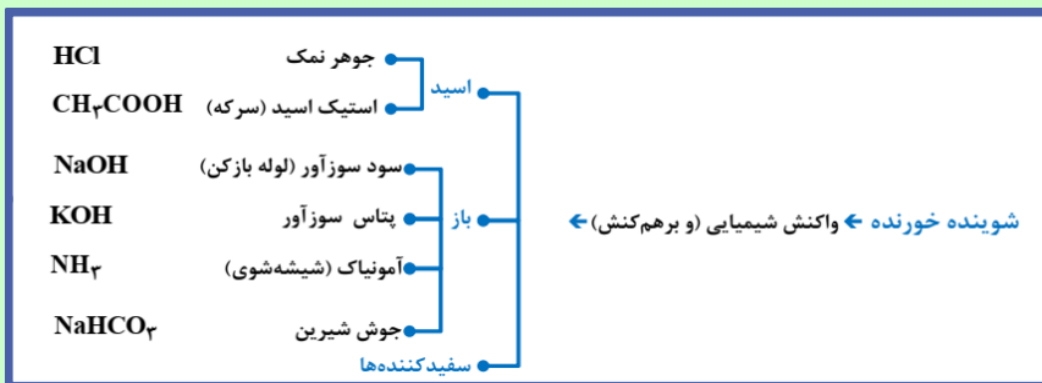 جوهر نمک HCl
اسید
استیک اسید (سرکه) CH۳COOH
سود سوزآور (لوله بازکن) NaOH
شوینده خورنده ← واکنش شیمیایی (و برهم‌کنش) ←
باز
پتاس سوزآور KOH
آمونیاک (شیشه‌شوی) NH۳
جوش شیرین NaHCO۳
سفیدکننده‌ها